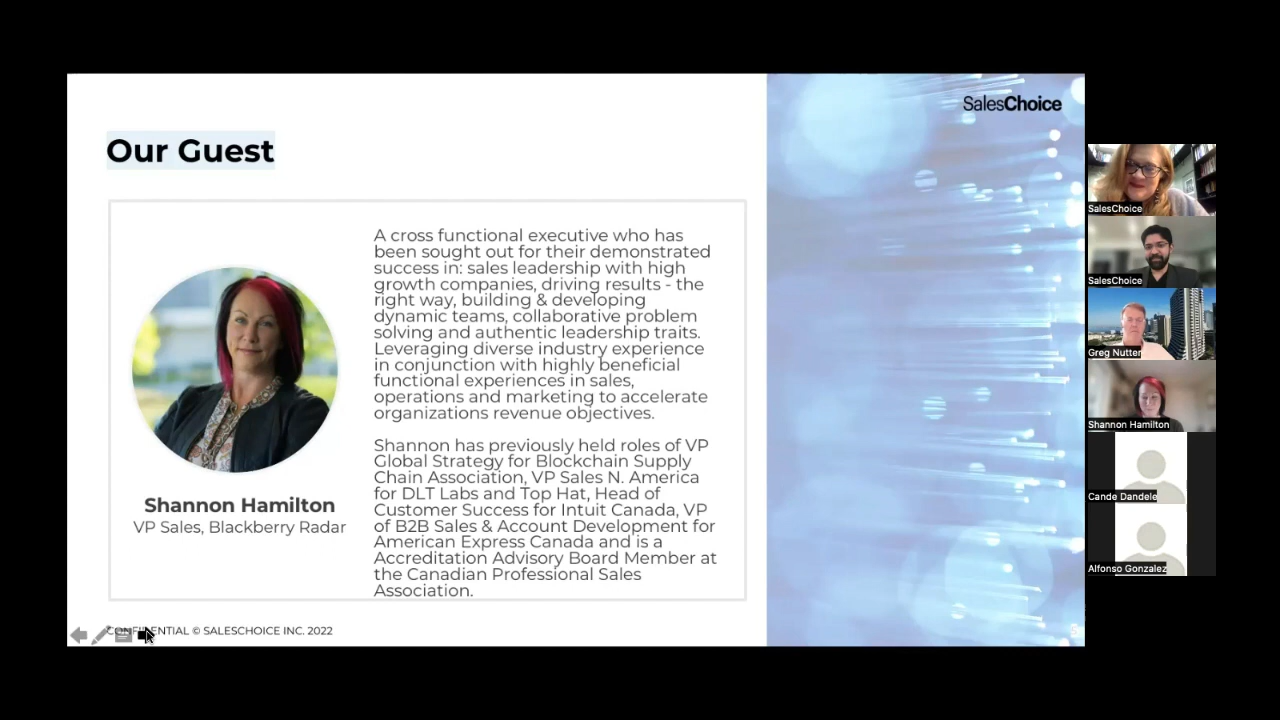 SalesChoice
Our Guest
A cross functional executive who has
been sought out for their demonstrated
success in: sales leadership with high
growth companies, driving results - the
right way, building & developing
dynamic teams, collaborative problem
solving and authentic leadership traits.
Leveraging diverse industry experience
in conjunction with highly beneficial
functional experiences in sales,
operations and marketing to accelerate
organizations revenue objectives.
Shannon has previously held roles of VP
Global Strategy for Blockchain Supply
Chain Association, VP Sales N. America
for DLT Labs and Top Hat, Head of
Customer Success for Intuit Canada, VP
of B2B Sales & Account Development for
American Express Canada and is a
Accreditation Advisory Board Member at
the Canadian Professional Sales
Association.
Shannon Hamilton
VP Sales, Blackberry Radar
CONFIDENTIAL © SALESCHOICE INC. 2022
SalesChoice
SalesChoice
Greg Nutter
Shannon Hamilton
Cande Dandele
Alfonso Gonzalez